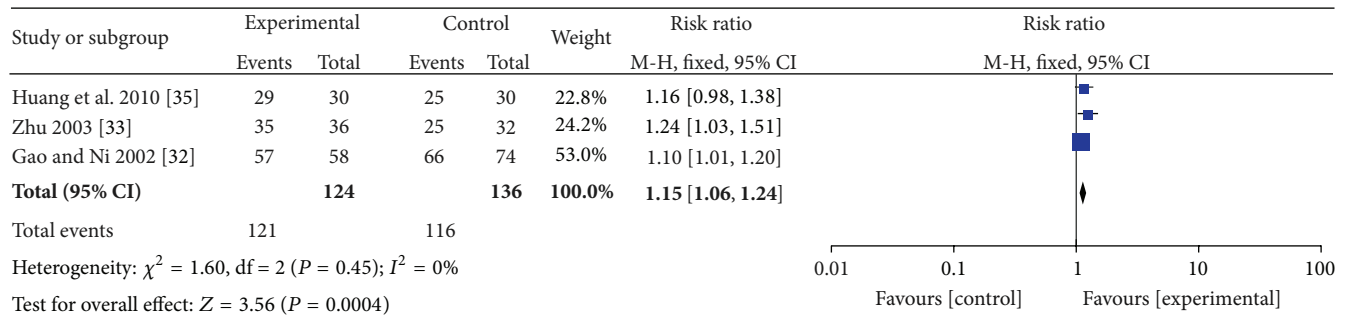 Study or subgroup Experimental Control Weight Risk ratio Risk ratio
Events Total Events Total M-H, fixed, 95% CI M-H, fixed, 95% CI
Huang et al. 2010 [35] 29 30 25 30 22.8% 1.16 [0.98, 1.38]
Zhu 2003 [33] 35 36 25 32 24.2% 1.24 [1.03, 1.51]
Gao and Ni 2002 [32] 57 58 66 74 53.0% 1.10 [1.01, 1.20]
Total (95% CI) 124 136 100.0% 1.15 [1.06, 1.24]
Total events 121 116
Heterogeneity: χ² = 1.60, df = 2 (P = 0.45); I² = 0%
Test for overall effect: Z = 3.56 (P = 0.0004)
0.01 0.1 1 10 100
Favours [control] Favours [experimental]